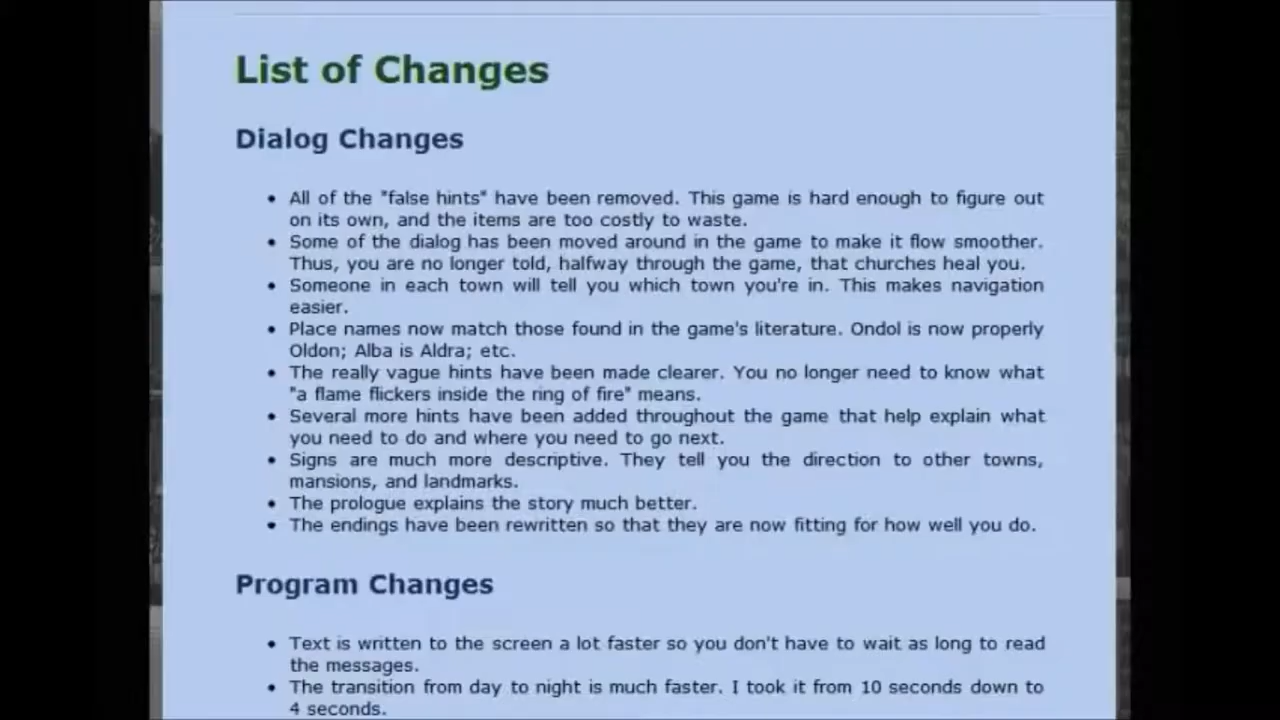 List of Changes
Dialog Changes
• All of the "false hints" have been removed. This game is hard enough to figure out
on its own, and the items are too costly to waste.
• Some of the dialog has been moved around in the game to make it flow smoother.
Thus, you are no longer told, halfway through the game, that churches heal you.
• Someone in each town will tell you which town you're in. This makes navigation
easier.
• Place names now match those found in the game's literature. Ondol is now properly
Oldon; Alba is Aldra; etc.
• The really vague hints have been made clearer. You no longer need to know what
"a flame flickers inside the ring of fire" means.
• Several more hints have been added throughout the game that help explain what
you need to do and where you need to go next.
• Signs are much more descriptive. They tell you the direction to other towns,
mansions, and landmarks.
• The prologue explains the story much better.
• The endings have been rewritten so that they are now fitting for how well you do.
Program Changes
• Text is written to the screen a lot faster so you don't have to wait as long to read
the messages.
• The transition from day to night is much faster. I took it from 10 seconds down to
4 seconds.